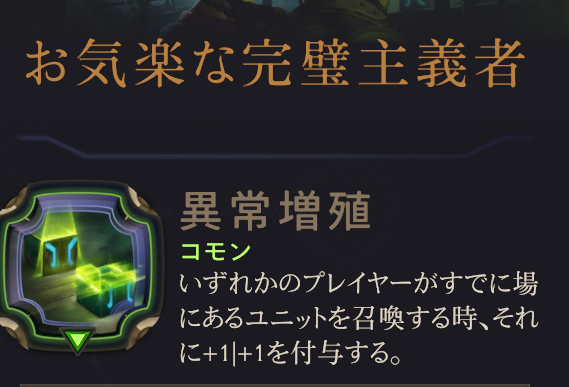 お気楽な完璧主義者
異常増殖
コモン
いずれかのプレイヤーがすでに場
にあるユニットを召喚する時、それ
に+1|+1を付与する。